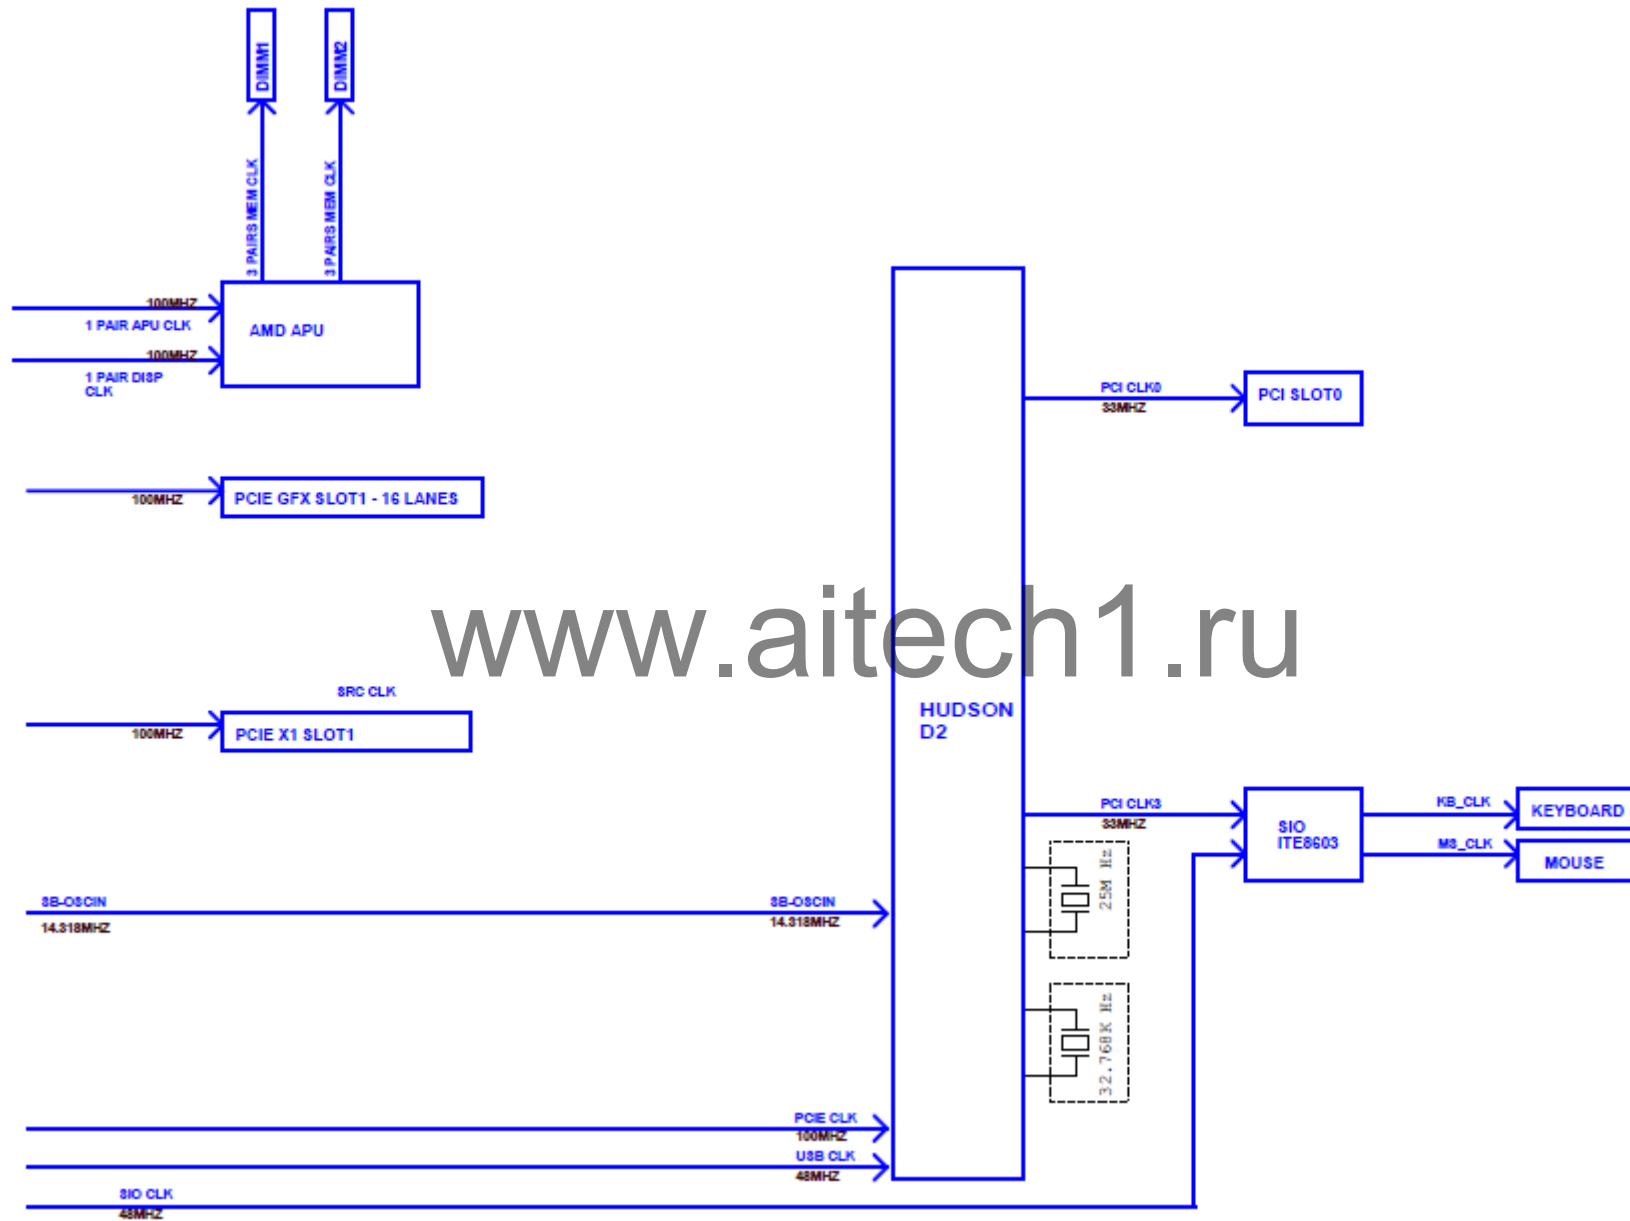 DIMM1
DIMM2
3 PAIRS MEM CLK
3 PAIRS MEM CLK
100MHZ
1 PAIR APU CLK
AMD APU
100MHZ
1 PAIR DISP
CLK
PCI CLK0
33MHZ
PCI SLOT0
100MHZ
PCIE GFX SLOT1 - 16 LANES
www.aitech1.ru
SRC CLK
100MHZ
PCIE X1 SLOT1
HUDSON
D2
PCI CLK3
33MHZ
SIO
ITE8603
KB_CLK
KEYBOARD
MS_CLK
MOUSE
25M Hz
SB-OSCIN
14.318MHZ
SB-OSCIN
14.318MHZ
32.768K Hz
PCIE CLK
100MHZ
USB CLK
48MHZ
SIO CLK
48MHZ